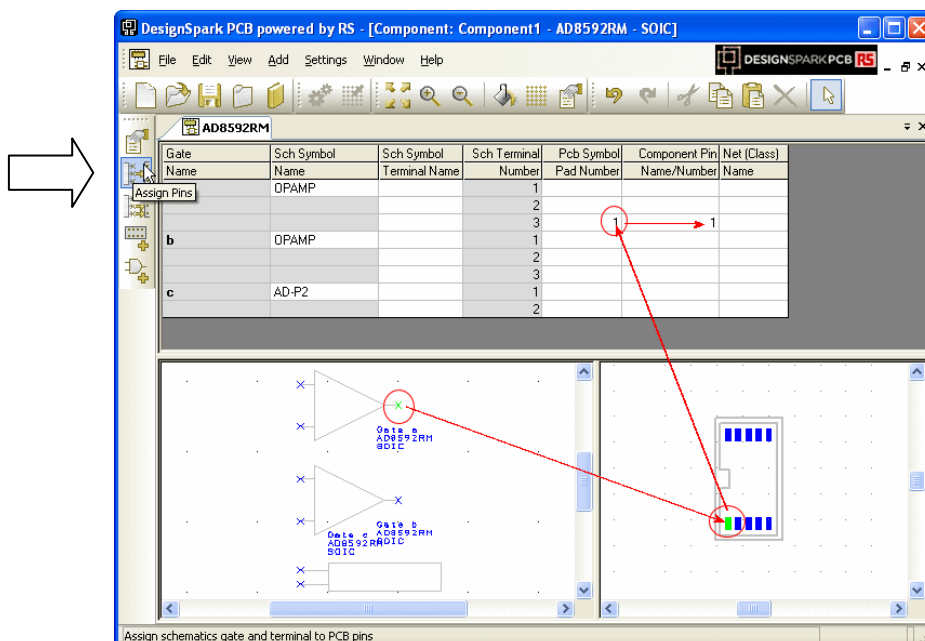 DesignSpark PCB powered by RS - [Component: Component1 - AD8592RM - SOIC]
File Edit View Add Settings Window Help
DESIGNSPARK PCB RS
AD8592RM
Gate Sch Symbol Sch Symbol Sch Terminal Pcb Symbol Component Pin Net (Class)
Name Name Terminal Name Number Pad Number Name/Number Name
OPAMP 1
Assign Pins
2
3 1 1
b OPAMP 1
2
3
c AD-P2 1
2
Gate a
AD8592RM
SOIC
Gate b
AD8592RM
SOIC
Gate c
AD8592RM
SOIC
Assign schematics gate and terminal to PCB pins